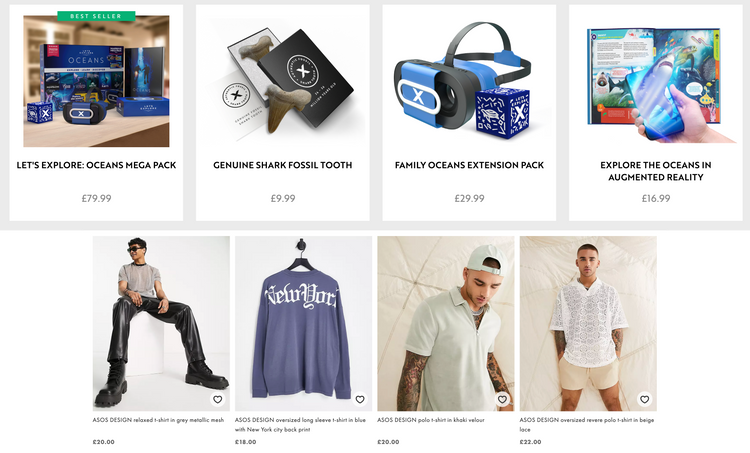 BEST SELLER
OCEANS
LET'S EXPLORE: OCEANS MEGA PACK
£79.99
GENUINE SHARK FOSSIL TOOTH
£9.99
FAMILY OCEANS EXTENSION PACK
£29.99
EXPLORE THE OCEANS IN
AUGMENTED REALITY
£16.99
New York
ASOS DESIGN relaxed t-shirt in grey metallic mesh
£20.00
ASOS DESIGN oversized long sleeve t-shirt in blue
with New York city back print
£18.00
ASOS DESIGN polo t-shirt in khaki velour
£20.00
ASOS DESIGN oversized revere polo t-shirt in beige
lace
£22.00